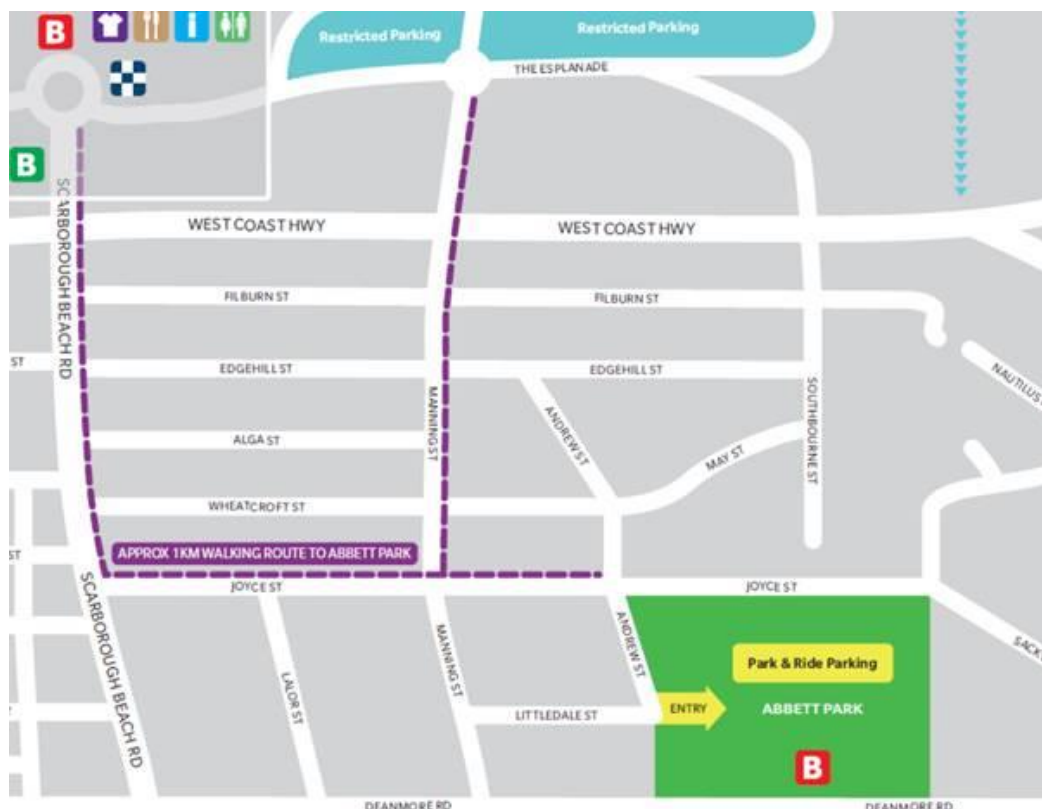 B
i
Restricted Parking
Restricted Parking
THE ESPLANADE
B
SCARBOROUGH BEACH RD
WEST COAST HWY
WEST COAST HWY
FILBURN ST
FILBURN ST
ST
EDGEHILL ST
EDGEHILL ST
NAUTILUS
MANNING ST
ANDREW ST
SOUTHBOURNE ST
ALGA ST
MAY ST
WHEATCROFT ST
ST
APPROX 1 KM WALKING ROUTE TO ABBETT PARK
JOYCE ST
JOYCE ST
SCARBOROUGH BEACH RD
LALOR ST
MANNING ST
ANDREW ST
SACK
Park & Ride Parking
LITTLEDALE ST
ENTRY
ABBETT PARK
B
DEANMORE RD
DEANMORE RD